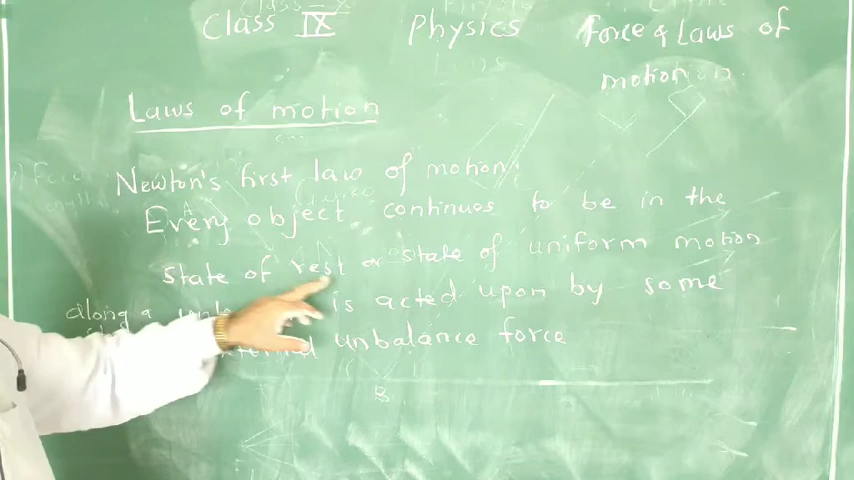 Class IX Physics Force & Laws of
motion
Laws of motion
Newton's first law of motion:
Every object continues to be in the
state of rest or state of uniform motion
along a is acted upon by some
unbalance force
B